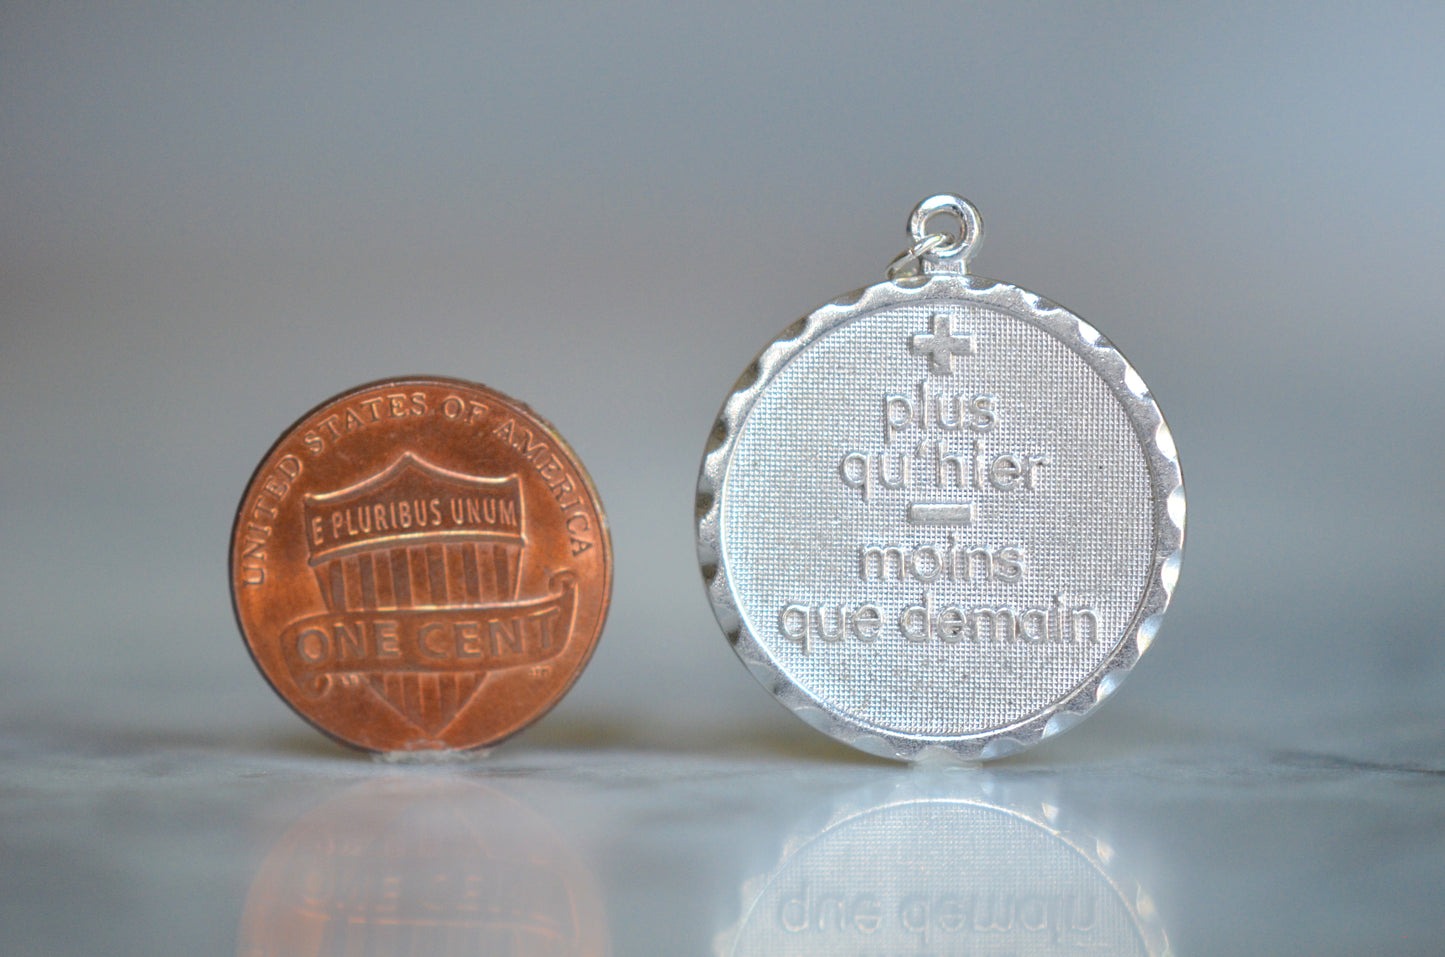 UNITED STATES OF AMERICA
E PLURIBUS UNUM
ONE CENT
+
plus
qu'hier
−
moins
que demain